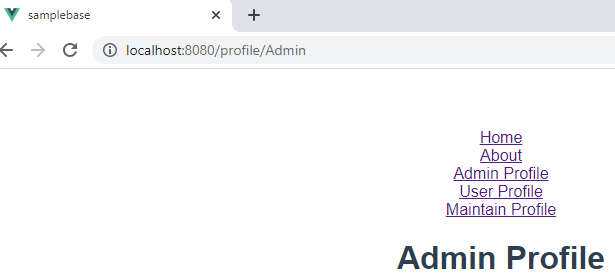 samplebase
localhost:8080/profile/Admin
Home
About
Admin Profile
User Profile
Maintain Profile
Admin Profile